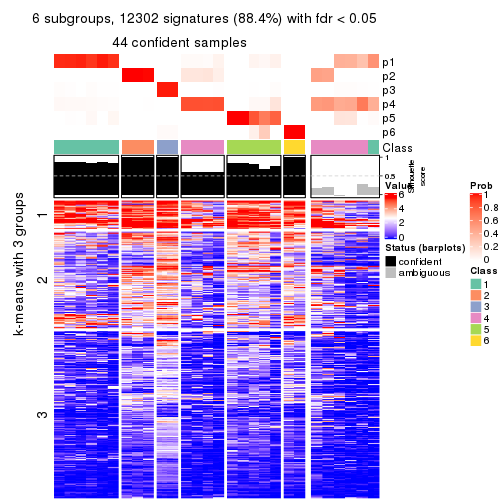 6 subgroups, 12302 signatures (88.4%) with fdr < 0.05
44 confident samples
p1
p2
p3
p4
p5
p6
Class
1
0.5
0
Silhouette
score
k-means with 3 groups
1
2
3
Value
6
4
2
0
Status (barplots)
confident
ambiguous
Prob
1
0.8
0.6
0.4
0.2
0
Class
1
2
3
4
5
6